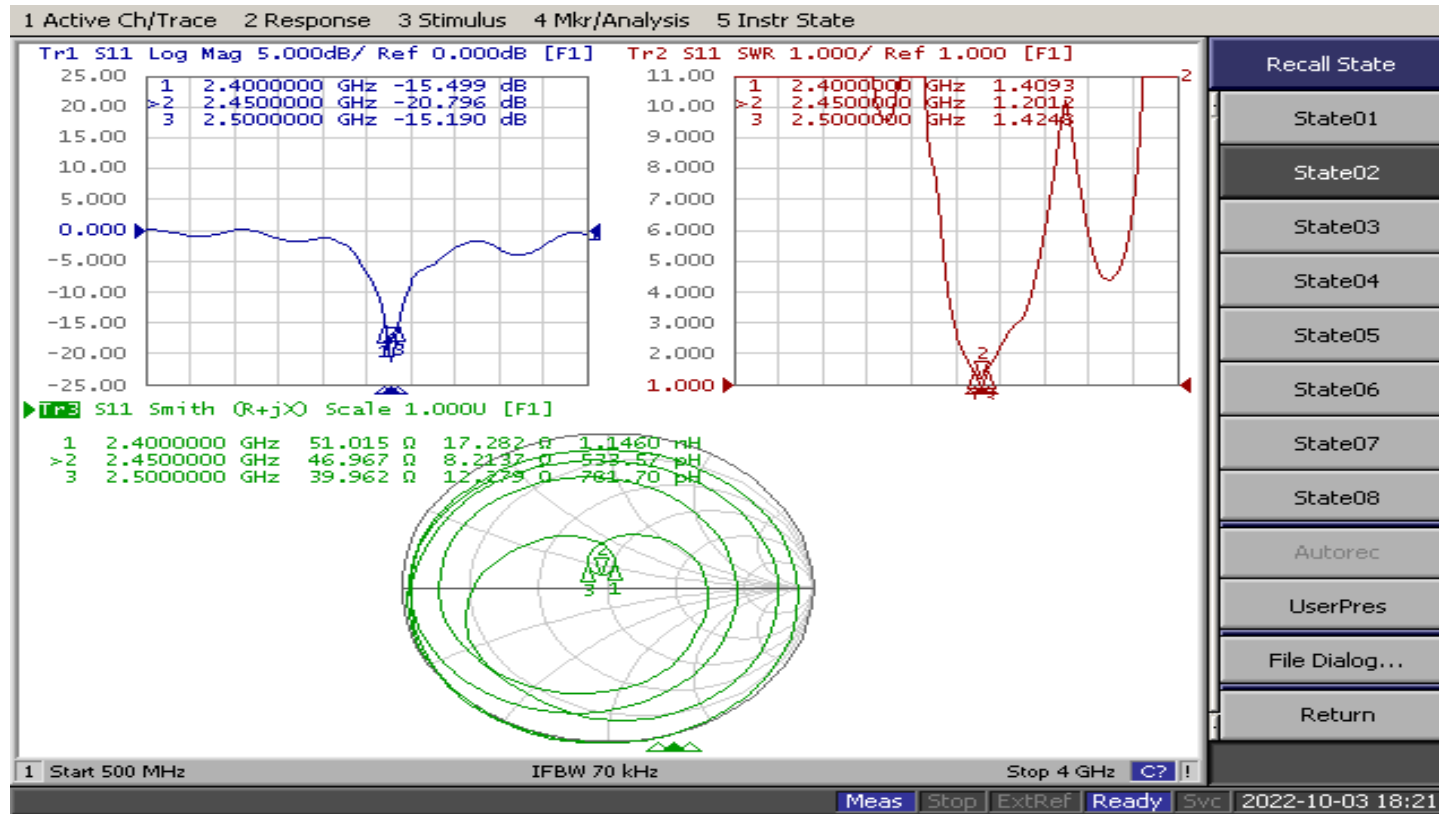 1 Active Ch/Trace 2 Response 3 Stimulus 4 Mkr/Analysis 5 Instr State
Tr1 S11 Log Mag 5.000dB/ Ref 0.000dB [F1]
25.00
20.00
15.00
10.00
5.000
0.000
-5.000
-10.00
-15.00
-20.00
-25.00
1 2.4000000 GHz -15.499 dB
>2 2.4500000 GHz -20.796 dB
3 2.5000000 GHz -15.190 dB
Tr2 S11 SWR 1.000/ Ref 1.000 [F1]
11.00
10.00
9.000
8.000
7.000
6.000
5.000
4.000
3.000
2.000
1.000
1 2.4000000 GHz 1.4093
>2 2.4500000 GHz 1.2012
3 2.5000000 GHz 1.4248
2
2
Tr3 S11 Smith (R+jX) Scale 1.000U [F1]
1 2.4000000 GHz 51.015 Ω 17.282 Ω 1.1460 nH
>2 2.4500000 GHz 46.967 Ω 8.2137 Ω 533.57 pH
3 2.5000000 GHz 39.962 Ω 12.279 Ω 781.70 pH
2
3 1
1 Start 500 MHz IFBW 70 kHz Stop 4 GHz C? !
Recall State
State01
State02
State03
State04
State05
State06
State07
State08
Autorec
UserPres
File Dialog...
Return
Meas Stop ExtRef Ready Svc 2022-10-03 18:21